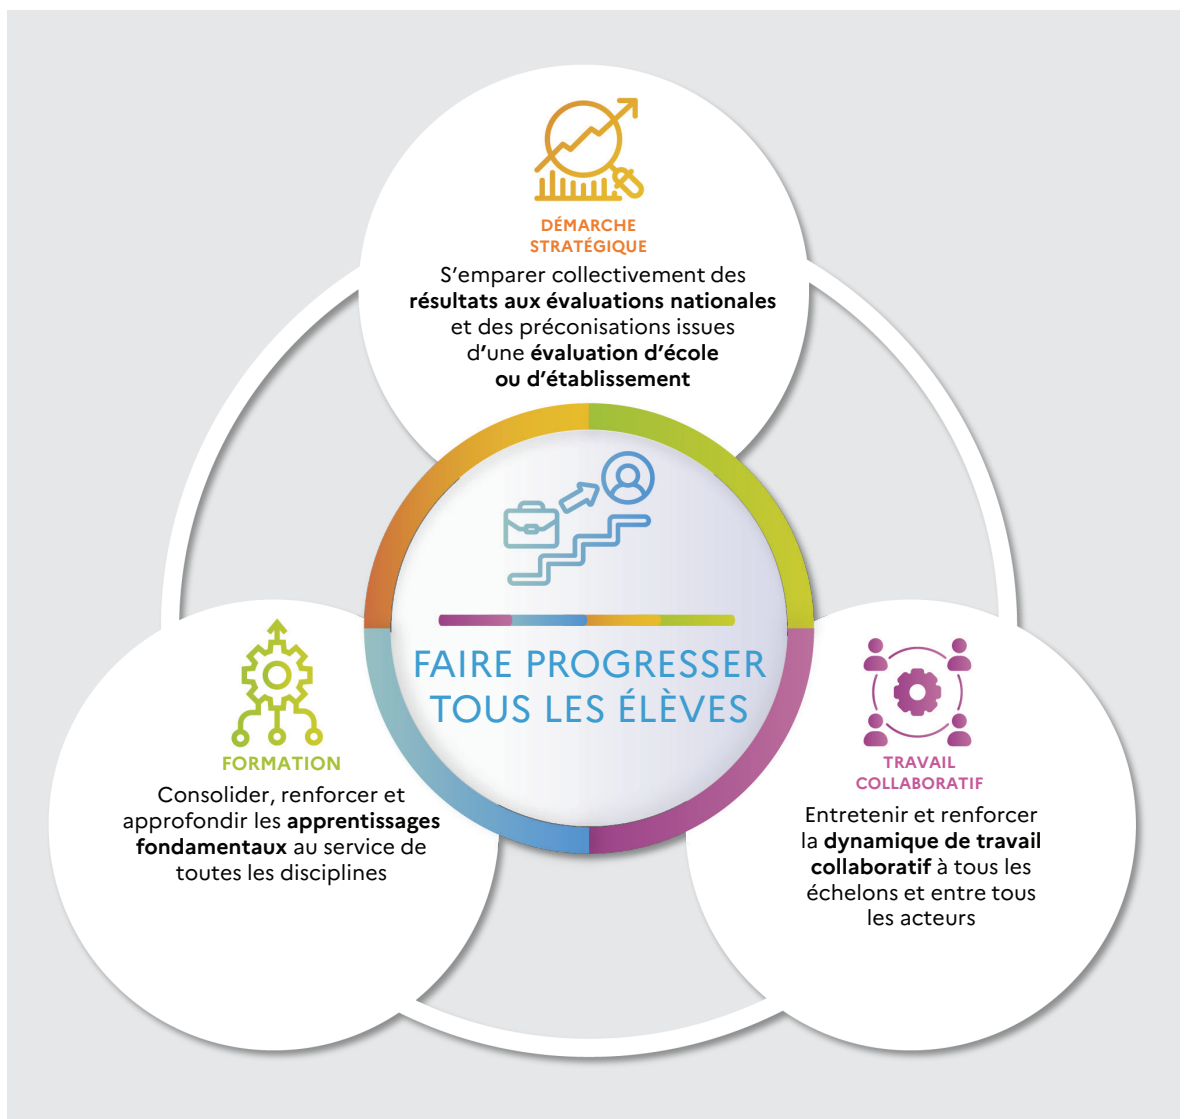 DÉMARCHE
STRATÉGIQUE
S’emparer collectivement des
résultats aux évaluations nationales
et des préconisations issues
d’une évaluation d’école
ou d’établissement
FAIRE PROGRESSER
TOUS LES ÉLÈVES
FORMATION
Consolider, renforcer et
approfondir les apprentissages
fondamentaux au service de
toutes les disciplines
TRAVAIL
COLLABORATIF
Entretenir et renforcer
la dynamique de travail
collaboratif à tous les
échelons et entre tous
les acteurs